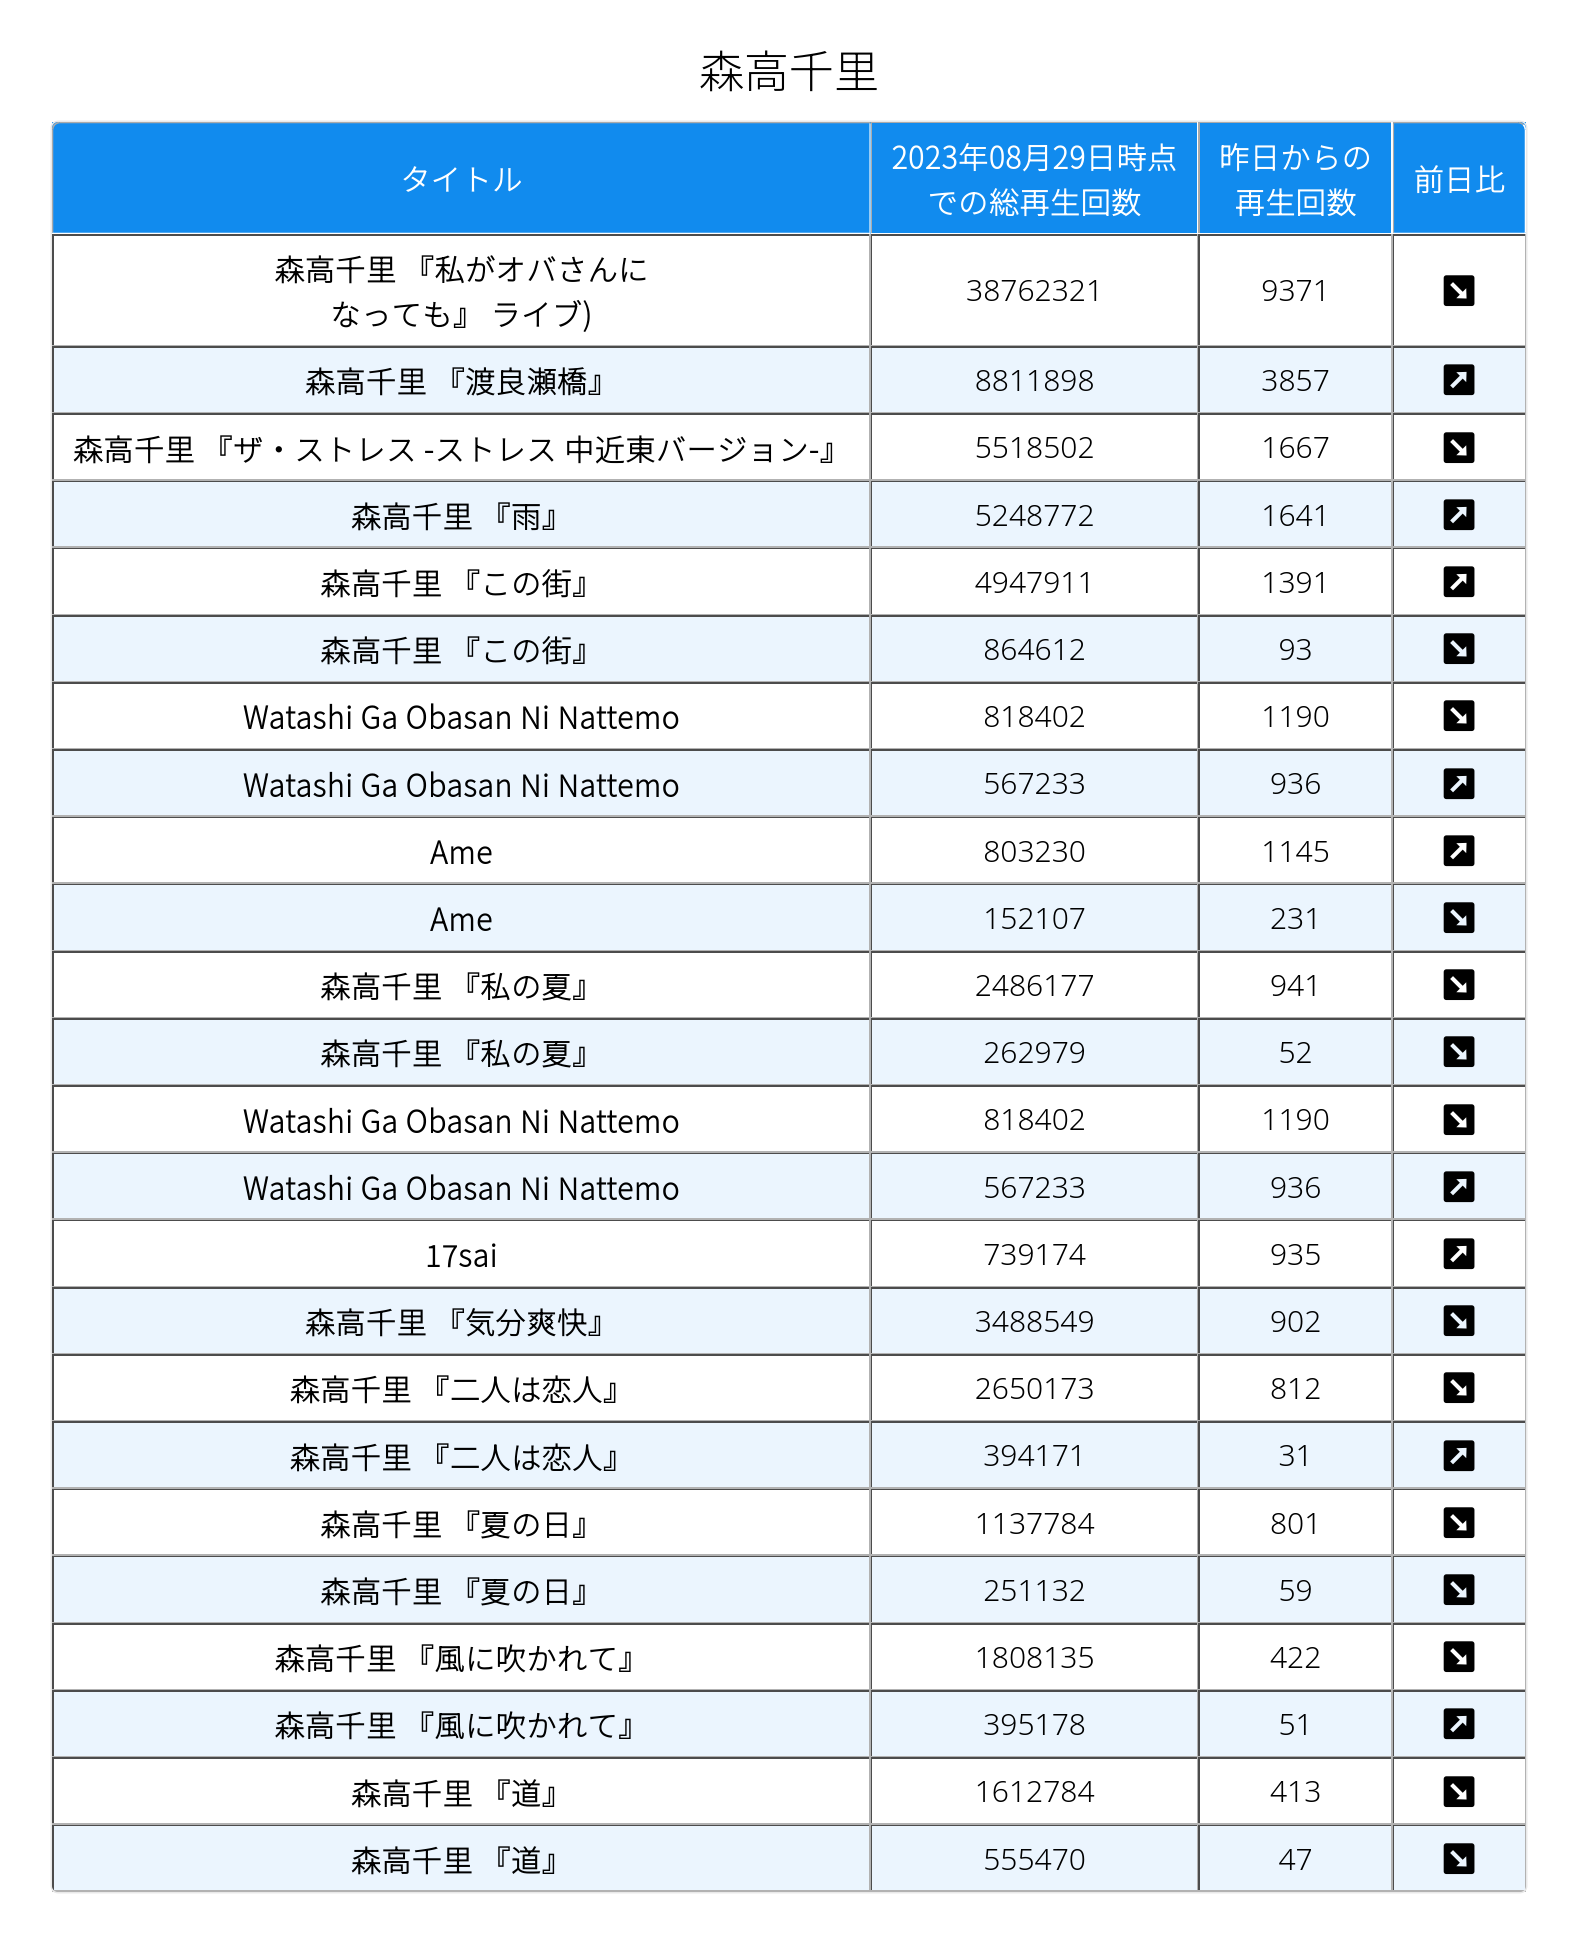 森高千里
タイトル
2023年08月29日時点
での総再生回数
昨日からの
再生回数
前日比
森高千里 『私がオバさんに
なっても』 ライブ)
38762321
9371
↘
森高千里 『渡良瀬橋』
8811898
3857
↗
森高千里 『ザ・ストレス -ストレス 中近東バージョン-』
5518502
1667
↘
森高千里 『雨』
5248772
1641
↗
森高千里 『この街』
4947911
1391
↗
森高千里 『この街』
864612
93
↘
Watashi Ga Obasan Ni Nattemo
818402
1190
↘
Watashi Ga Obasan Ni Nattemo
567233
936
↗
Ame
803230
1145
↗
Ame
152107
231
↘
森高千里 『私の夏』
2486177
941
↘
森高千里 『私の夏』
262979
52
↘
Watashi Ga Obasan Ni Nattemo
818402
1190
↘
Watashi Ga Obasan Ni Nattemo
567233
936
↗
17sai
739174
935
↗
森高千里 『気分爽快』
3488549
902
↘
森高千里 『二人は恋人』
2650173
812
↘
森高千里 『二人は恋人』
394171
31
↗
森高千里 『夏の日』
1137784
801
↘
森高千里 『夏の日』
251132
59
↘
森高千里 『風に吹かれて』
1808135
422
↘
森高千里 『風に吹かれて』
395178
51
↗
森高千里 『道』
1612784
413
↘
森高千里 『道』
555470
47
↘